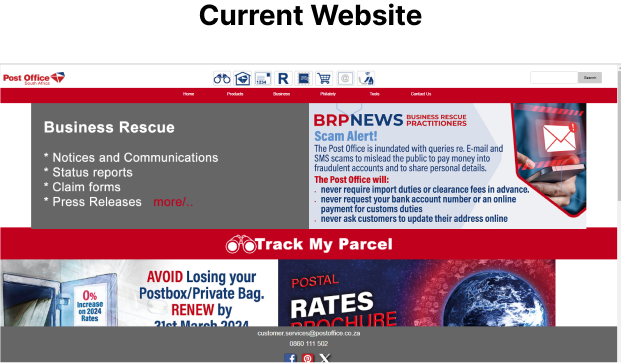 Current Website
Post Office
South Africa
1234
R
@
Search
Home Products Business Philately Tools Contact Us
Business Rescue
* Notices and Communications
* Status reports
* Claim forms
* Press Releases more/..
BRPNEWS BUSINESS RESCUE
PRACTITIONERS
Scam Alert!
The Post Office is inundated with queries re. E-mail and
SMS scams to mislead the public to pay money into
fraudulent accounts and to share personal details.
The Post Office will:
. never require import duties or clearance fees in advance.
. never request your bank account number or an online
payment for customs duties
. never ask customers to update their address online
Track My Parcel
0%
Increase
on 2024
Rates
AVOID Losing your
Postbox/Private Bag.
RENEW by
31st March 2024
POSTAL
RATES
BROCHURE
customer.services@postoffice.co.za
0860 111 502